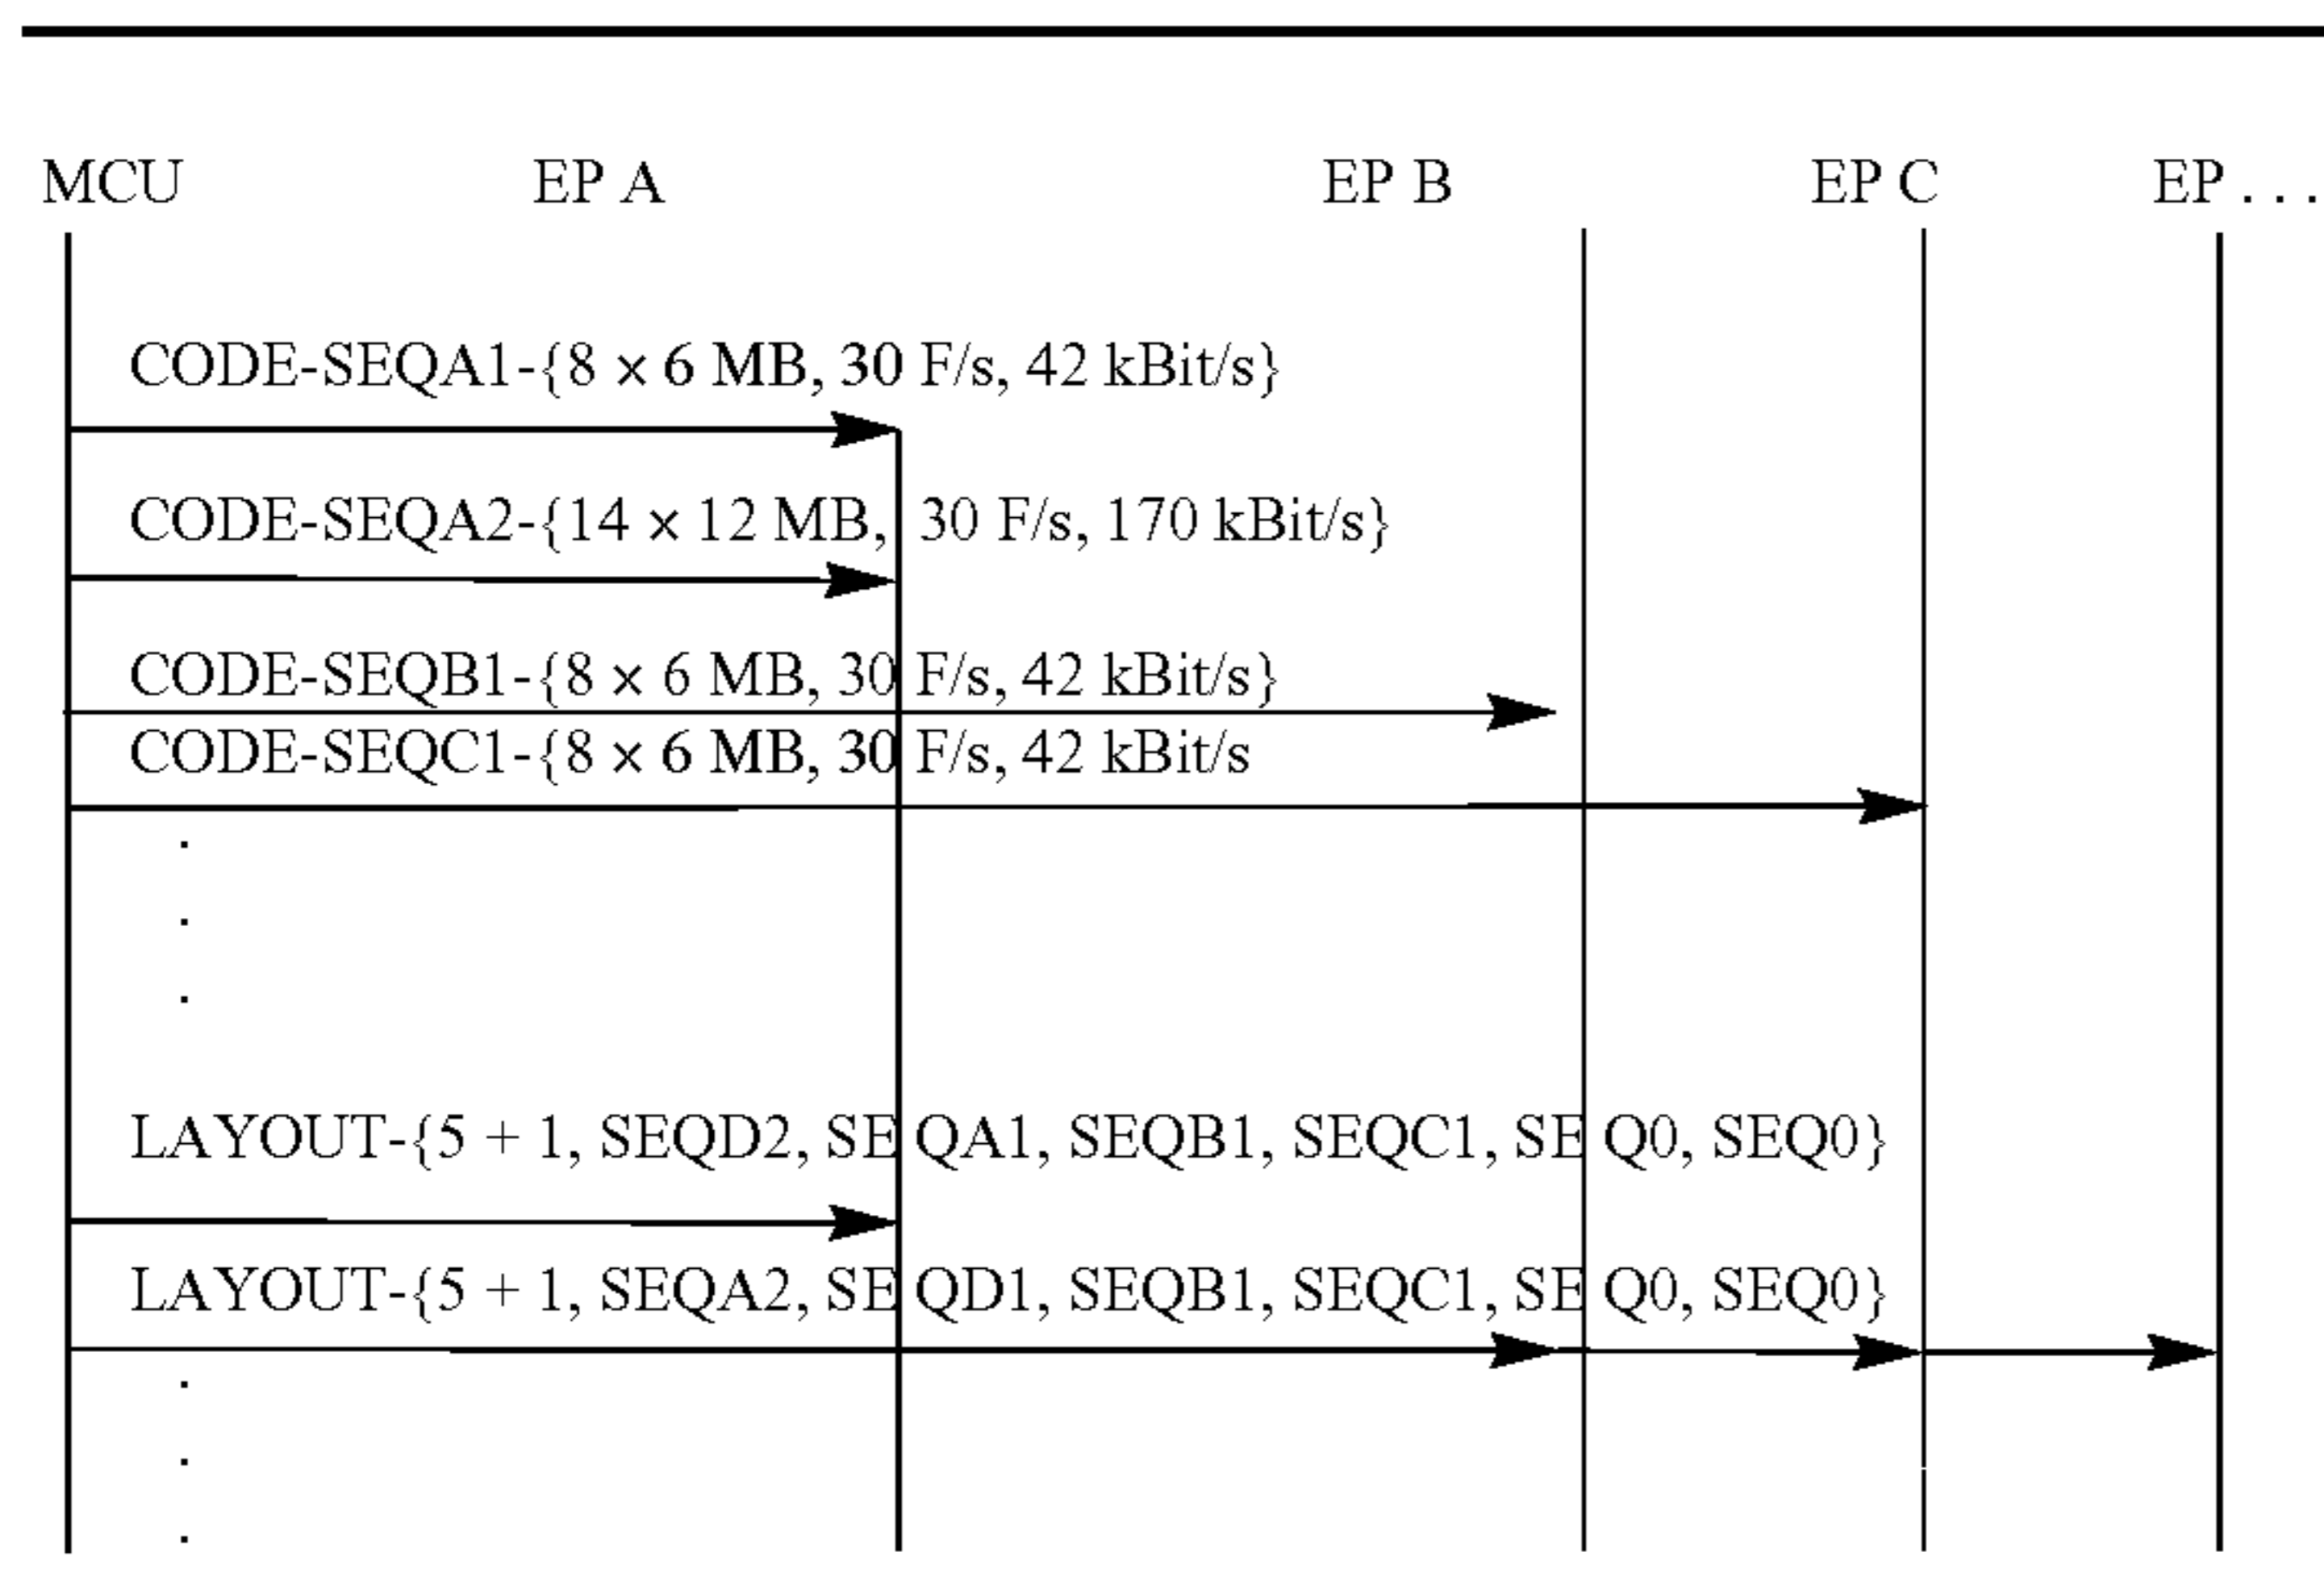 MCU EP A EP B EP C EP . . .
CODE-SEQA1-{8 × 6 MB, 30 F/s, 42 kBit/s}
CODE-SEQA2-{14 × 12 MB, 30 F/s, 170 kBit/s}
CODE-SEQB1-{8 × 6 MB, 30 F/s, 42 kBit/s}
CODE-SEQC1-{8 × 6 MB, 30 F/s, 42 kBit/s
.
.
.
LAYOUT-{5 + 1, SEQD2, SEQA1, SEQB1, SEQC1, SEQ0, SEQ0}
LAYOUT-{5 + 1, SEQA2, SEQD1, SEQB1, SEQC1, SEQ0, SEQ0}
.
.
.